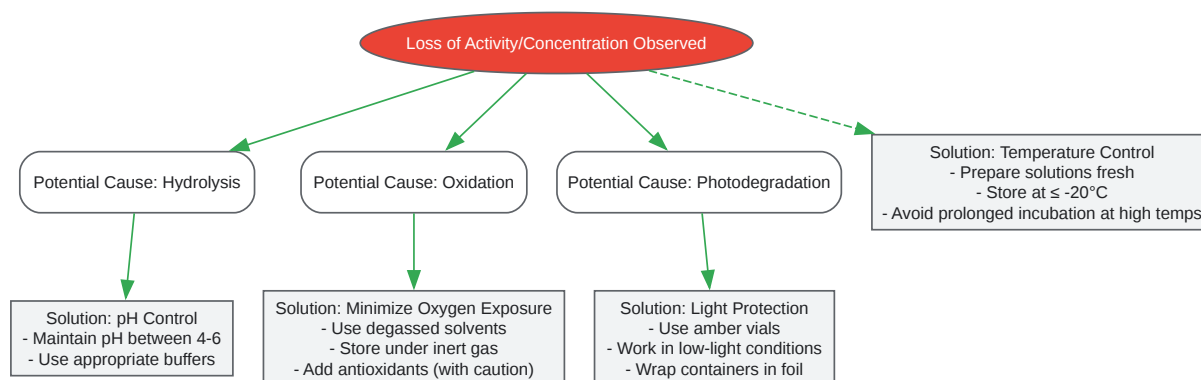 Loss of Activity/Concentration Observed
Potential Cause: Hydrolysis
Potential Cause: Oxidation
Potential Cause: Photodegradation
Solution: Temperature Control
- Prepare solutions fresh
- Store at ≤ -20°C
- Avoid prolonged incubation at high temps
Solution: pH Control
- Maintain pH between 4-6
- Use appropriate buffers
Solution: Minimize Oxygen Exposure
- Use degassed solvents
- Store under inert gas
- Add antioxidants (with caution)
Solution: Light Protection
- Use amber vials
- Work in low-light conditions
- Wrap containers in foil